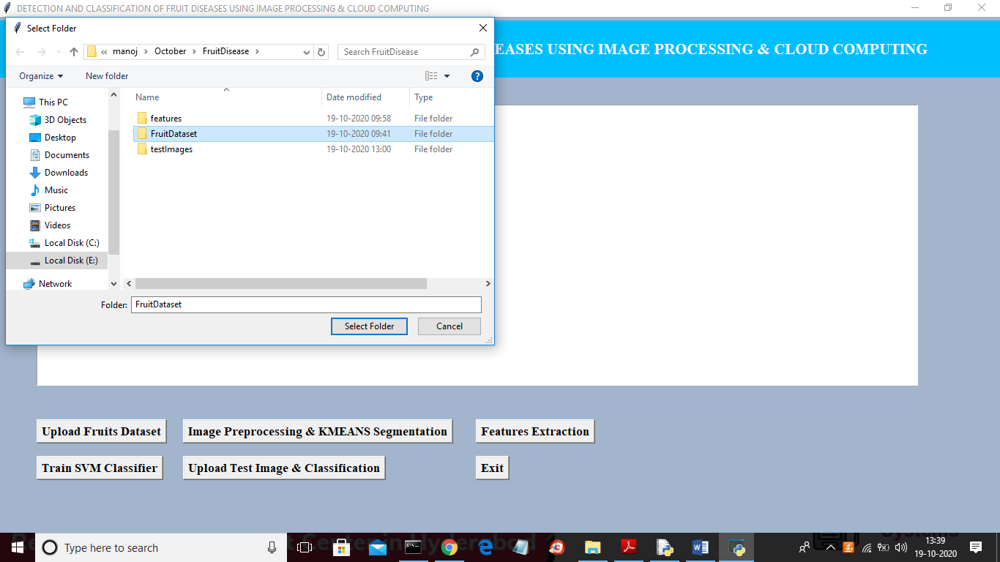 DETECTION AND CLASSIFICATION OF FRUIT DISEASES USING IMAGE PROCESSING & CLOUD COMPUTING
Select Folder
EASES USING IMAGE PROCESSING & CLOUD COMPUTING
« manoj › October › FruitDisease ›
Search FruitDisease
Organize
New folder
Name
Date modified
Type
This PC
3D Objects
Desktop
Documents
Downloads
Music
Pictures
Videos
Local Disk (C:)
Local Disk (E:)
Network
features 19-10-2020 09:58 File folder
FruitDataset 19-10-2020 09:41 File folder
testImages 19-10-2020 13:00 File folder
Folder: FruitDataset
Select Folder
Cancel
Upload Fruits Dataset
Image Preprocessing & KMEANS Segmentation
Features Extraction
Train SVM Classifier
Upload Test Image & Classification
Exit
Type here to search
13:39
19-10-2020